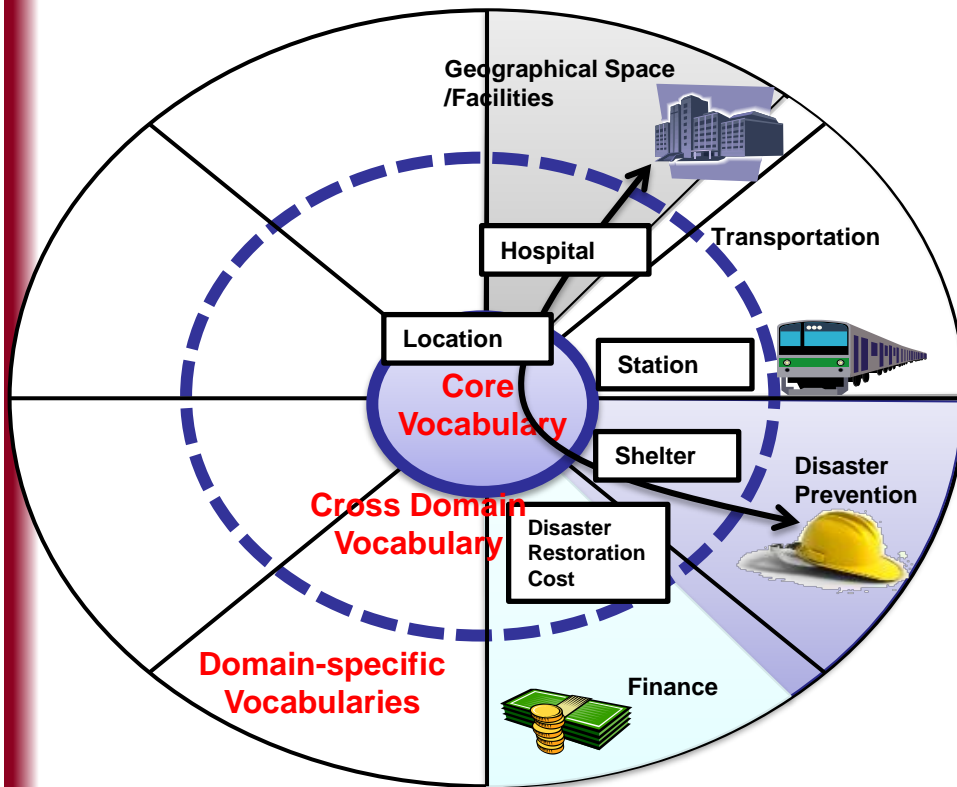 Geographical Space
/Facilities
Transportation
Hospital
Location
Station
Core
Vocabulary
Shelter
Disaster
Prevention
Cross Domain
Vocabulary
Disaster
Restoration
Cost
Domain-specific
Vocabularies
Finance